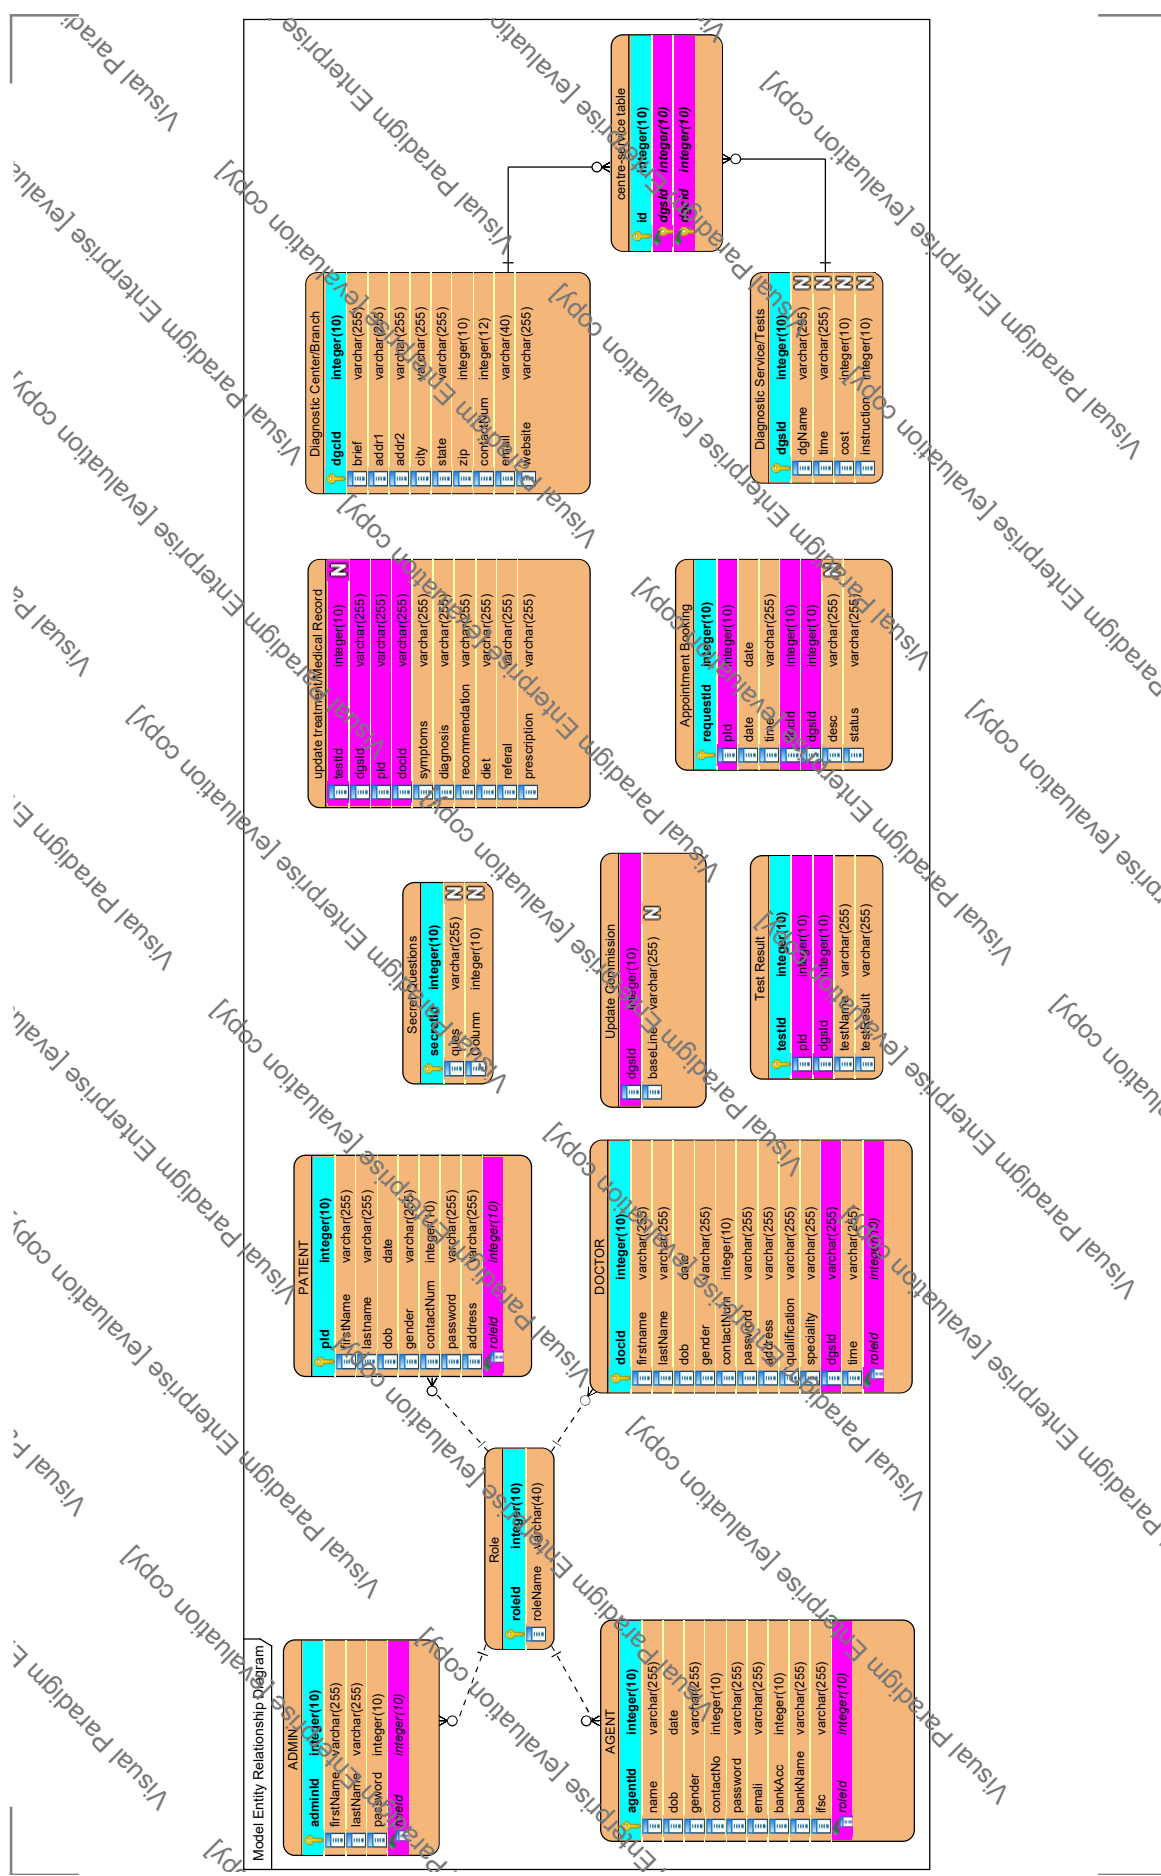 Model Entity Relationship Diagram
ADMIN
adminId integer(10)
firstName varchar(255)
lastName varchar(255)
password integer(10)
roleId integer(10)
AGENT
agentId integer(10)
name varchar(255)
dob date
gender varchar(255)
contactNo integer(10)
password varchar(255)
emali varchar(255)
bankAcc integer(10)
bankName varchar(255)
ifsc varchar(255)
roleId integer(10)
Role
roleId integer(10)
roleName varchar(40)
PATIENT
pId integer(10)
firstName varchar(255)
lastname varchar(255)
dob date
gender varchar(255)
contactNum integer(10)
password varchar(255)
address varchar(255)
roleId integer(10)
DOCTOR
docId integer(10)
firstname varchar(255)
lastName varchar(255)
dob date
gender varchar(255)
contactNum integer(10)
password varchar(255)
address varchar(255)
qualification varchar(255)
speciality varchar(255)
dgsId varchar(255)
time varchar(255)
roleId integer(10)
Secret Questions
secretId integer(10)
ques varchar(255) N
Column integer(10) N
Update Commission
dgsId integer(10)
baseLine varchar(255) N
Test Result
testId integer(10)
pId integer(10)
dgsId integer(10)
testName varchar(255)
testResult varchar(255)
update treatment/Medical Record
testId integer(10) N
dgsId varchar(255)
pId varchar(255)
docId varchar(255)
symptoms varchar(255)
diagnosis varchar(255)
recommendation varchar(255)
diet varchar(255)
referal varchar(255)
prescription varchar(255)
Appointment Booking
requestId integer(10)
pId integer(10)
date date
time varchar(255)
docId integer(10)
dgsId integer(10)
desc varchar(255) N
status varchar(255)
Diagnostic Center/Branch
dgcId integer(10)
brief varchar(255)
addr1 varchar(255)
addr2 varchar(255)
city varchar(255)
state varchar(255)
zip integer(10)
contactNum integer(12)
email varchar(40)
website varchar(255)
Diagnostic Service/Tests
dgsId integer(10)
dgName varchar(255) N
time varchar(255) N
cost integer(10) N
instruction integer(10) N
centre-service table
id integer(10)
dgsId integer(10)
dgsId integer(10)
Visual Paradigm Enterprise [evaluation copy]